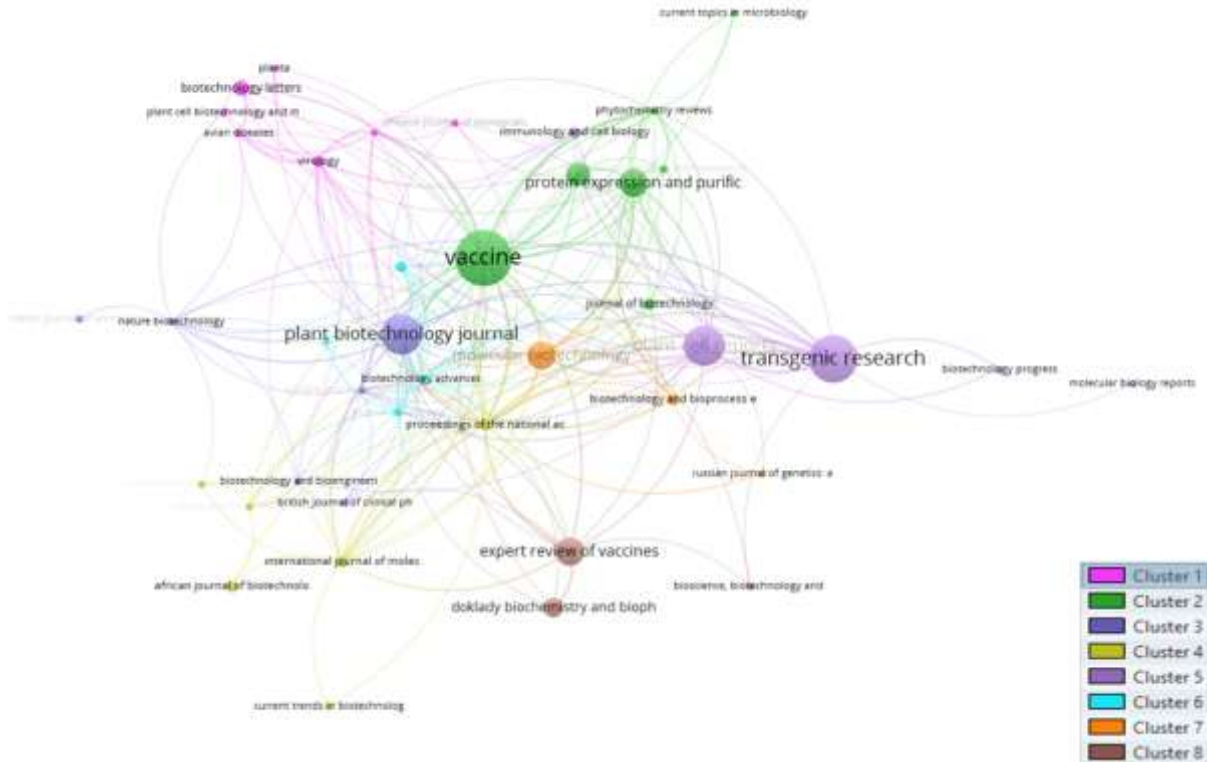 current topics in microbiology
planta
biotechnology letters
plant cell biotechnology and m
phytochemistry reviews
avian diseases
immunology and cell biology
virology
protein expression and purific
vaccine
journal of biotechnology
nature biotechnology
plant biotechnology journal
molecular biotechnology
transgenic research
biotechnology advances
biotechnology progress
molecular biology reports
biotechnology and bioprocess e
proceedings of the national ac
russian journal of genetics: a
biotechnology and bioengineeri
british journal of clinical ph
expert review of vaccines
international journal of molec
african journal of biotechnolo
bioscience, biotechnology and
doklady biochemistry and bioph
current trends in biotechnolog
Cluster 1
Cluster 2
Cluster 3
Cluster 4
Cluster 5
Cluster 6
Cluster 7
Cluster 8